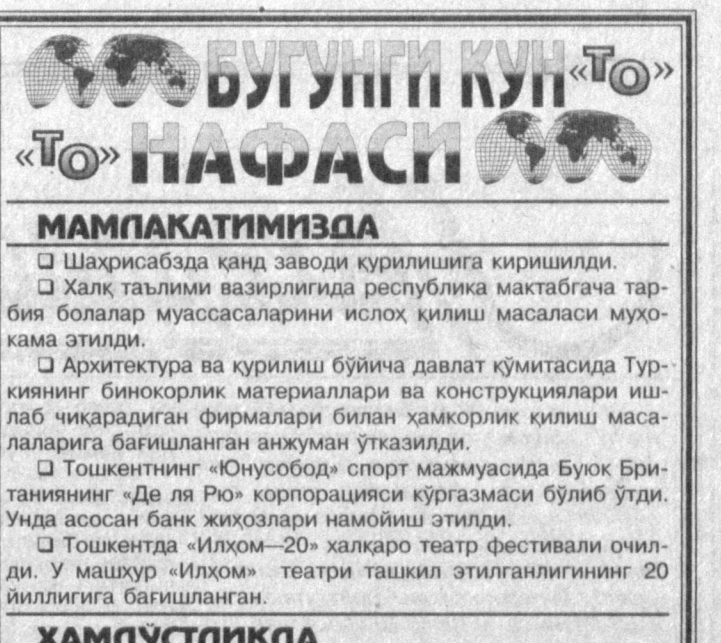 БУГУНГИ КУН «ТО»
«ТО» НАФАСИ
МАМЛАКАТИМИЗДА
❑ Шаҳрисабзда қанд заводи қурилишига киришилди.
❑ Халқ таълими вазирлигида республика мактабгача тар-
бия болалар муассасаларини ислоҳ қилиш масаласи муҳо-
кама этилди.
❑ Архитектура ва қурилиш бўйича давлат қўмитасида Тур-
киянинг бинокорлик материаллари ва конструкциялари иш-
лаб чиқарадиган фирмалари билан ҳамкорлик қилиш маса-
лаларига бағишланган анжуман ўтказилди.
❑ Тошкентнинг «Юнусобод» спорт мажмуасида Буюк Бри-
таниянинг «Де ля Рю» корпорацияси кўргазмаси бўлиб ўтди.
Унда асосан банк жиҳозлари намойиш этилди.
❑ Тошкентда «Илҳом—20» халқаро театр фестивали очил-
ди. У машҳур «Илҳом» театри ташкил этилганлигининг 20
йиллигига бағишланган.
ҲАМДЎСТЛИКДА